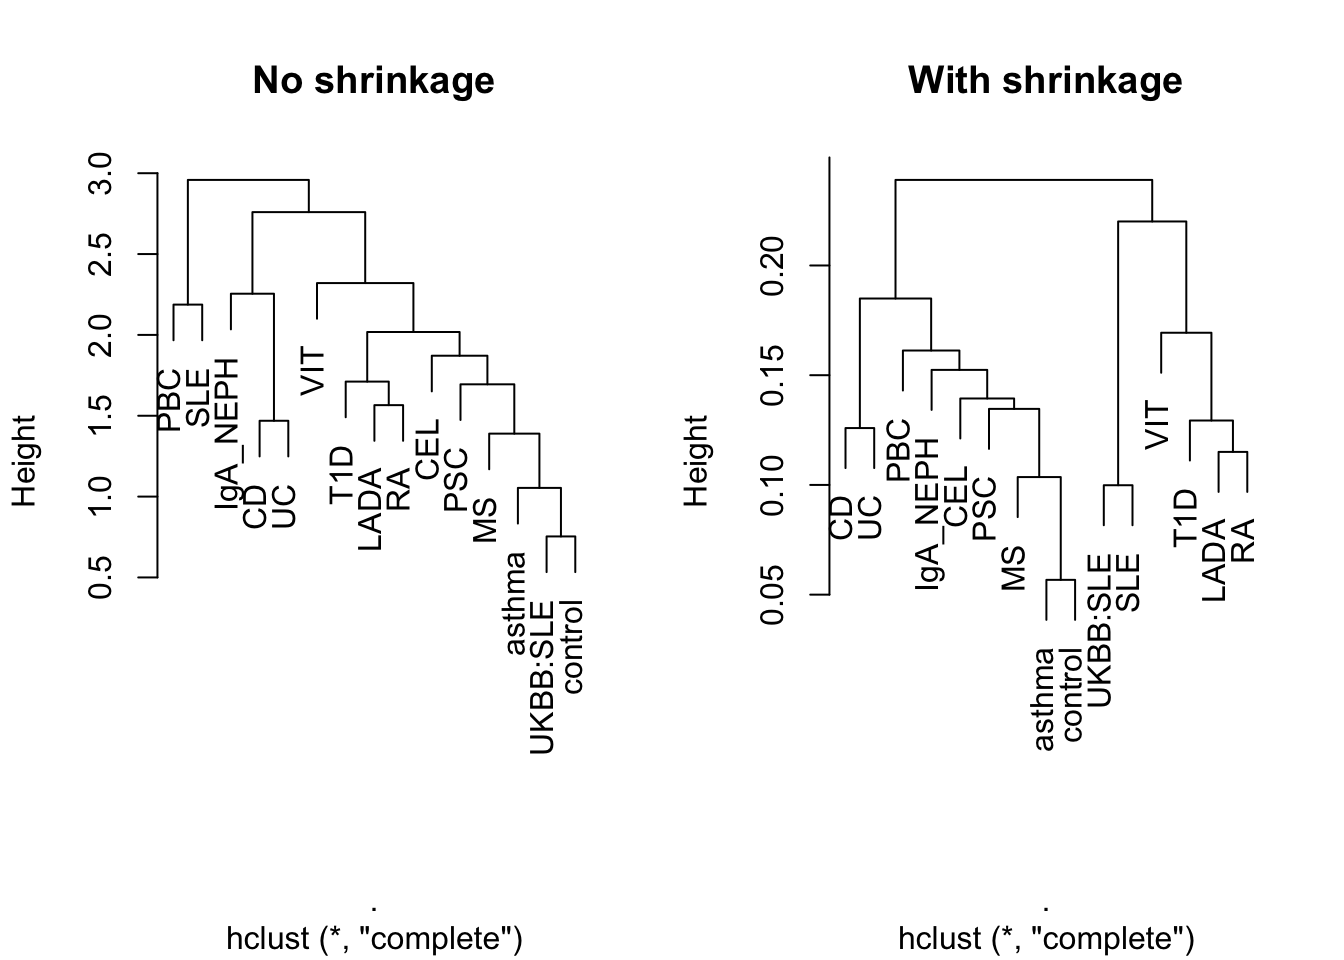 No shrinkage
Height
3.0
2.5
2.0
1.5
1.0
0.5
PBC
SLE
IgA_NEPH
CD
UC
VIT
T1D
LADA
RA
CEL
PSC
MS
asthma
UKBB:SLE
control
.
hclust (*, "complete")
With shrinkage
Height
0.20
0.15
0.10
0.05
CD
UC
PBC
IgA_NEPH
CEL
PSC
MS
asthma
control
UKBB:SLE
SLE
VIT
T1D
LADA
RA
.
hclust (*, "complete")